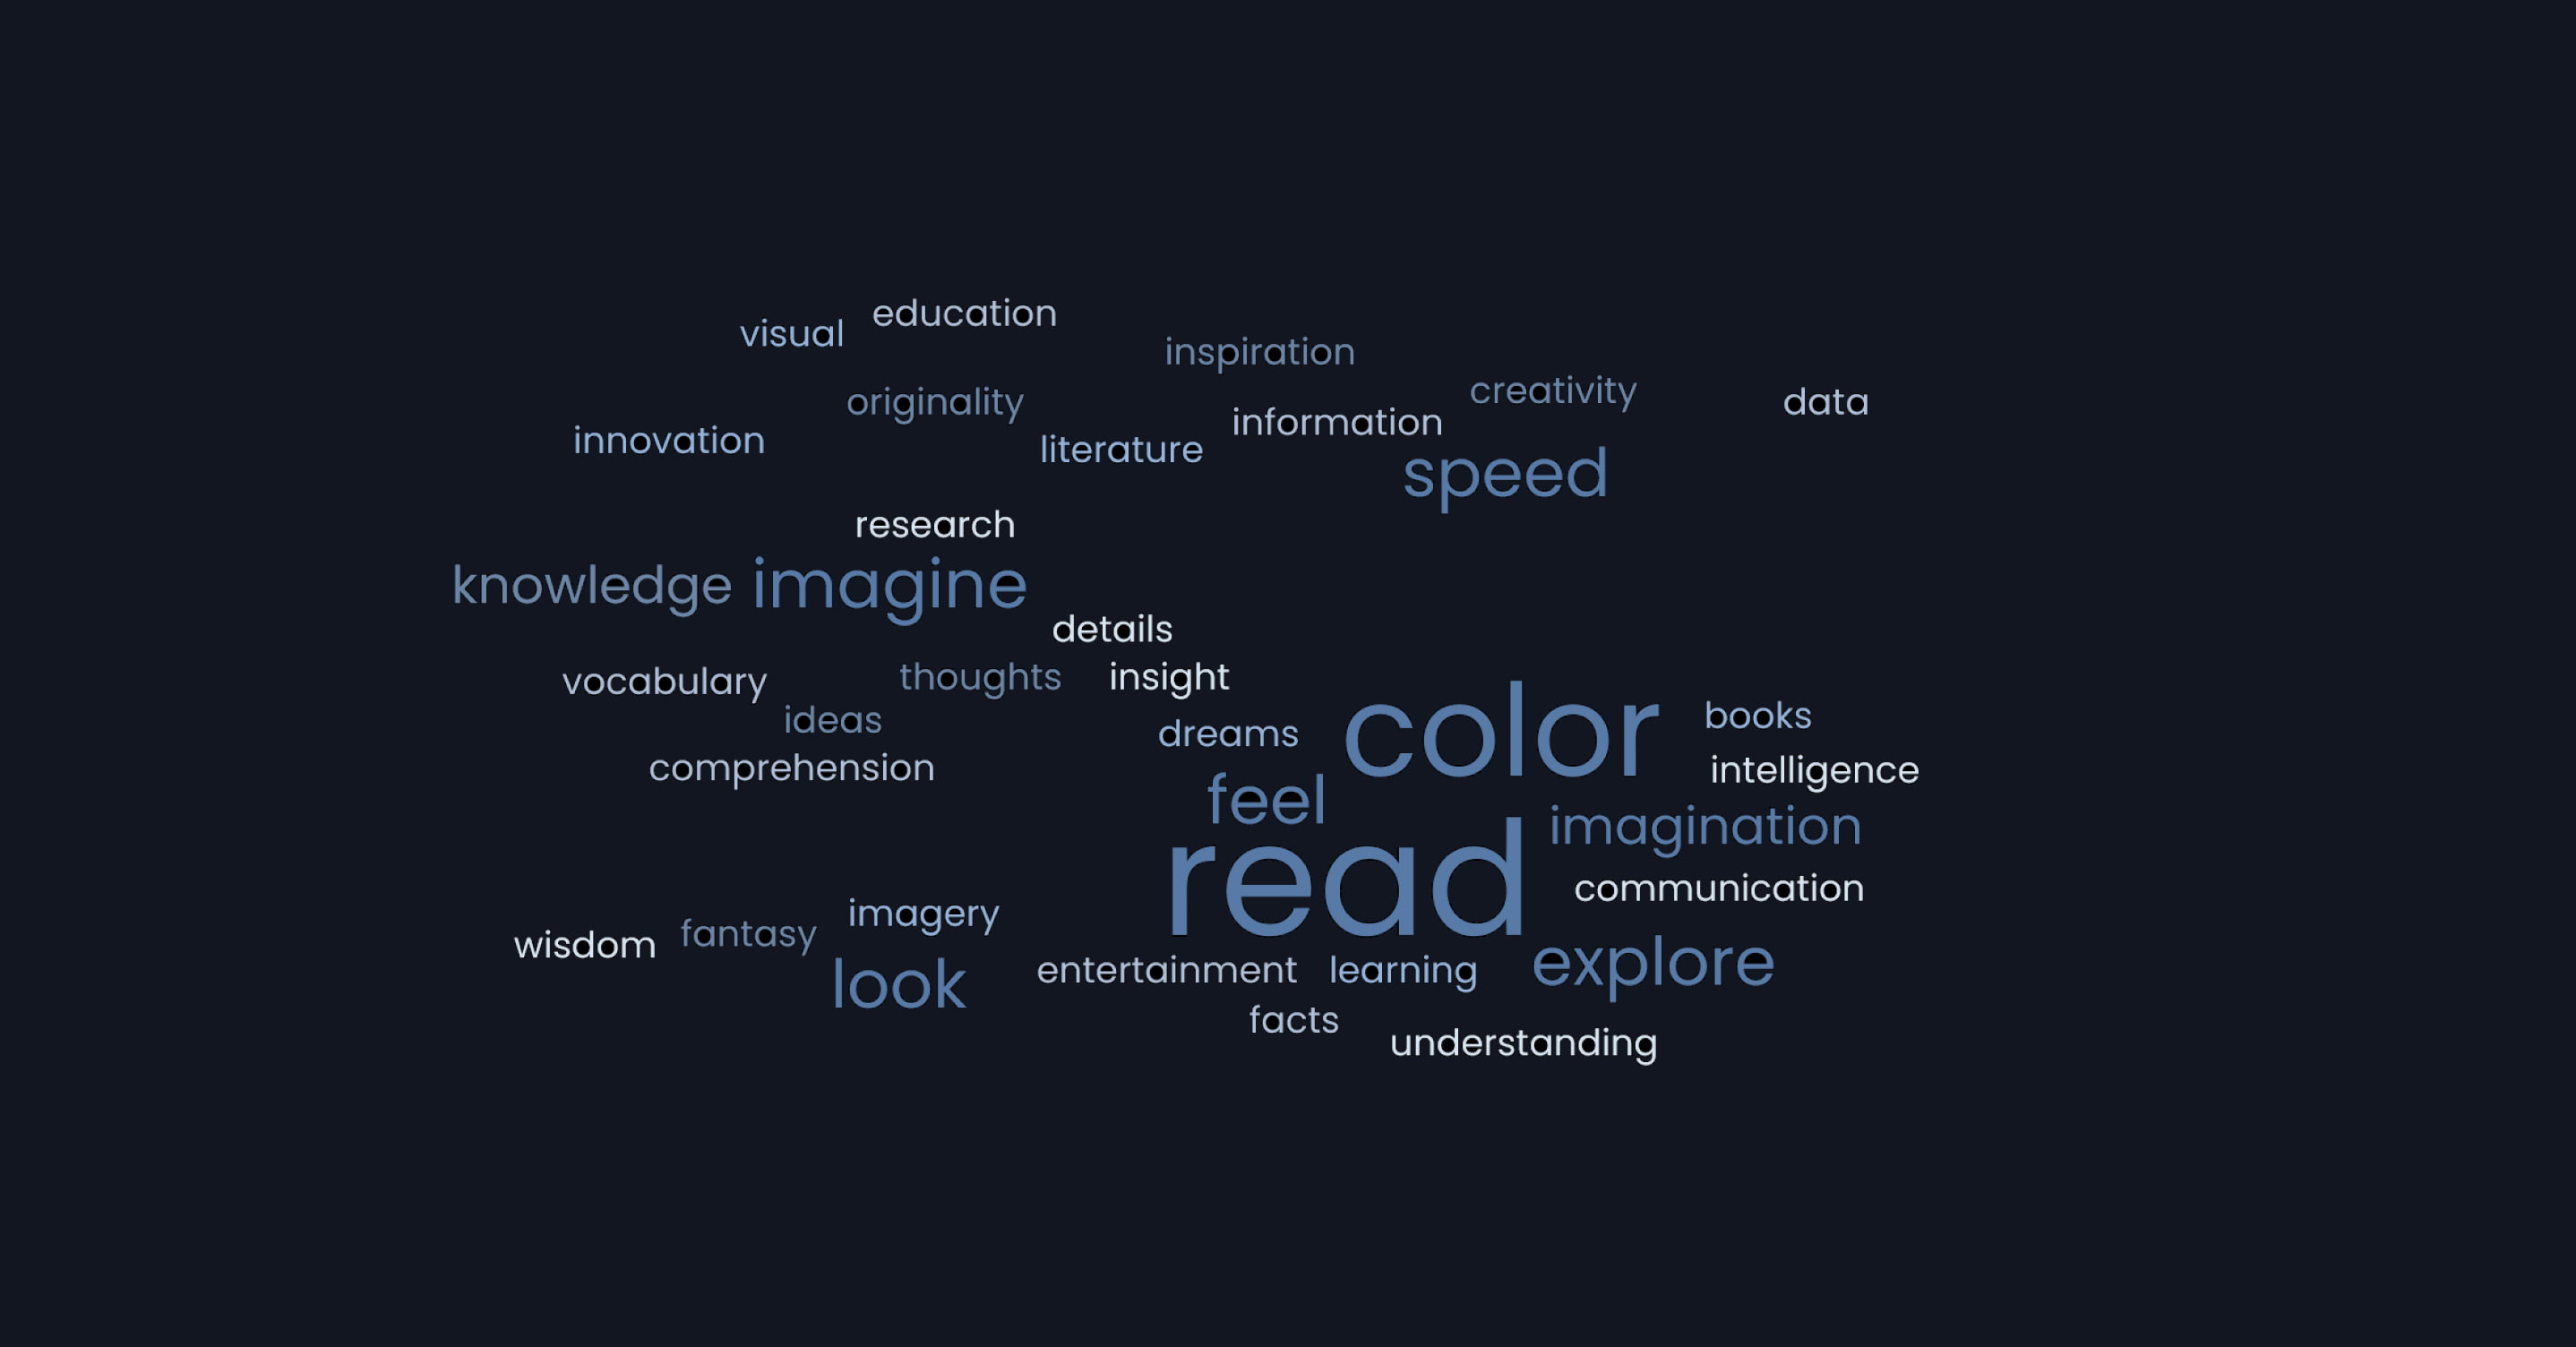 education
visual
inspiration
creativity
originality
data
information
innovation
literature
speed
research
knowledge
imagine
details
vocabulary
thoughts
insight
ideas
dreams
color
books
comprehension
intelligence
feel
imagination
read
communication
imagery
fantasy
wisdom
explore
look
entertainment
learning
facts
understanding